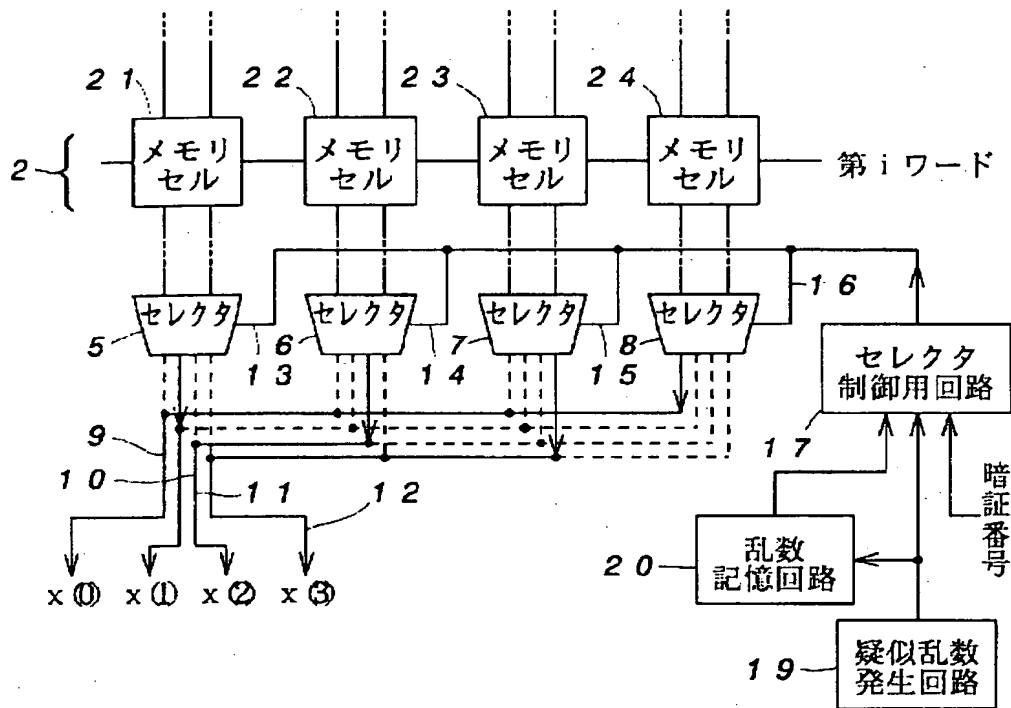 21
22
23
24
2
メモリ
セル
メモリ
セル
メモリ
セル
メモリ
セル
第iワード
セレクタ
セレクタ
セレクタ
セレクタ
5
6
7
8
13
14
15
16
セレクタ
制御用回路
17
9
10
11
12
暗証番号
乱数
記憶回路
20
x(0)
x(1)
x(2)
x(3)
疑似乱数
発生回路
19